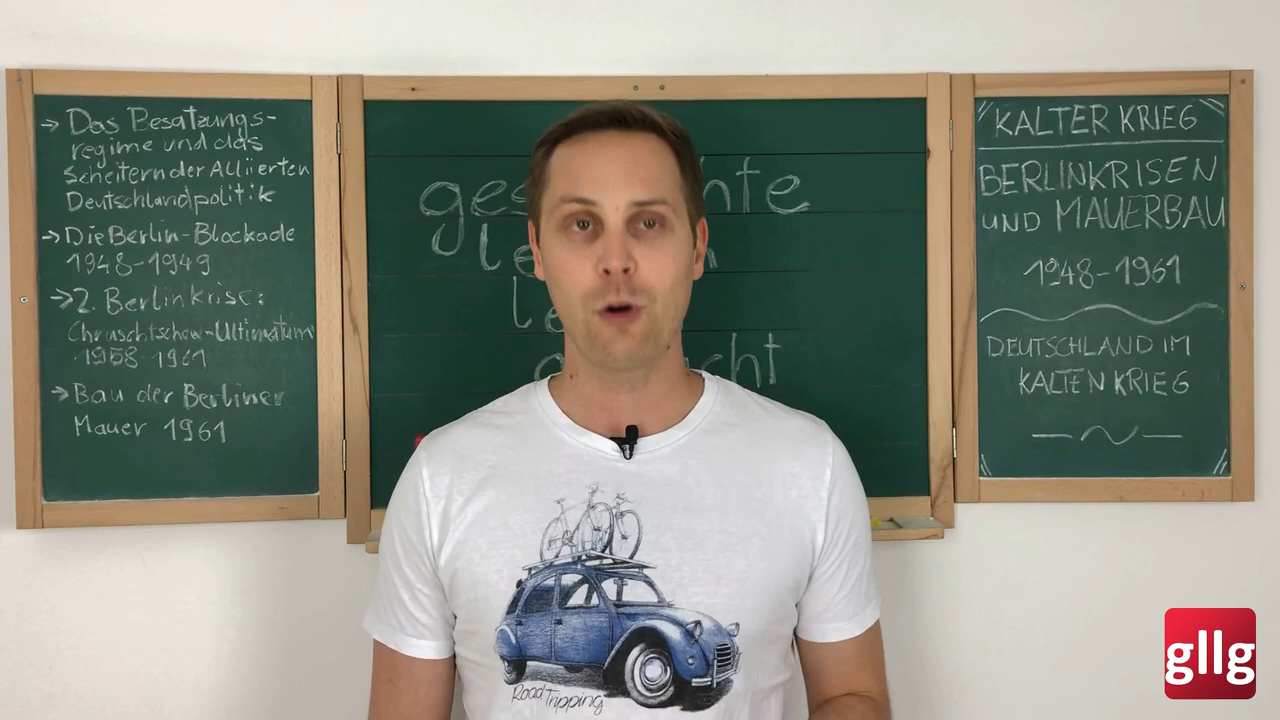 → Das Besatzungs-
regime und das
Scheitern der Alliierten
Deutschlandpolitik
→ Die Berlin-Blockade
1948-1949
→ 2. Berlinkrise:
Chruschtschow-Ultimatum
1958-1961
→ Bau der Berliner
Mauer 1961
"KALTER KRIEG"
BERLINKRISEN
UND MAUERBAU
1948-1961
DEUTSCHLAND IM
KALTEN KRIEG
Road Tripping
gllg